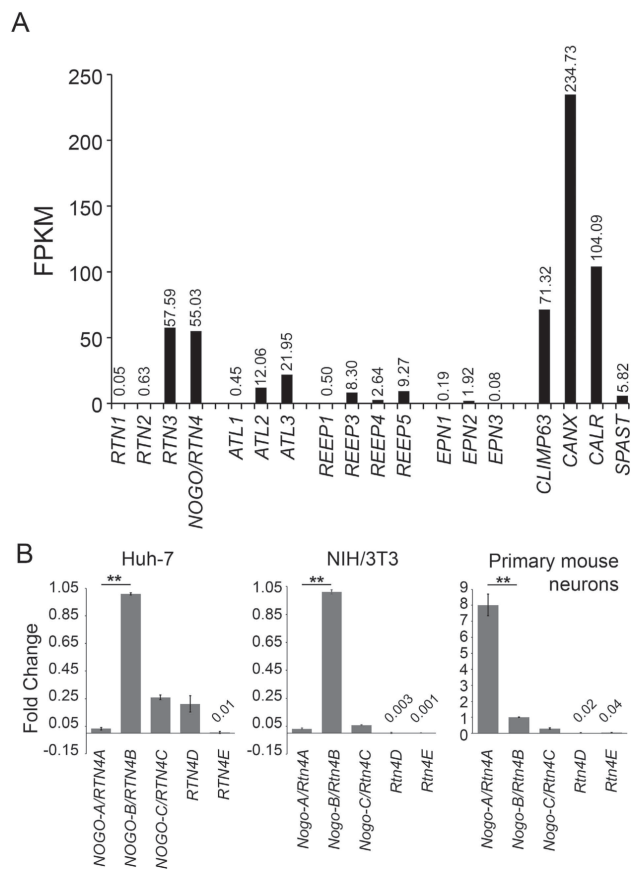 A
FPKM
250
200
150
100
50
0
0.05
0.63
57.59
55.03
0.45
12.06
21.95
0.50
8.30
2.64
9.27
0.19
1.92
0.08
71.32
234.73
104.09
5.82
RTN1
RTN2
RTN3
NOGO/RTN4
ATL1
ATL2
ATL3
REEP1
REEP3
REEP4
REEP5
EPN1
EPN2
EPN3
CLIMP63
CANX
CALR
SPAST
B
Huh-7
Fold Change
1.05
0.85
0.65
0.45
0.25
0.05
-0.15
**
0.01
NOGO-A/RTN4A
NOGO-B/RTN4B
NOGO-C/RTN4C
RTN4D
RTN4E
NIH/3T3
1.05
0.85
0.65
0.45
0.25
0.05
-0.15
**
0.003
0.001
Nogo-A/Rtn4A
Nogo-B/Rtn4B
Nogo-C/Rtn4C
Rtn4D
Rtn4E
Primary mouse
neurons
9
8
7
6
5
4
3
2
1
0
**
0.02
0.04
Nogo-A/Rtn4A
Nogo-B/Rtn4B
Nogo-C/Rtn4C
Rtn4D
Rtn4E